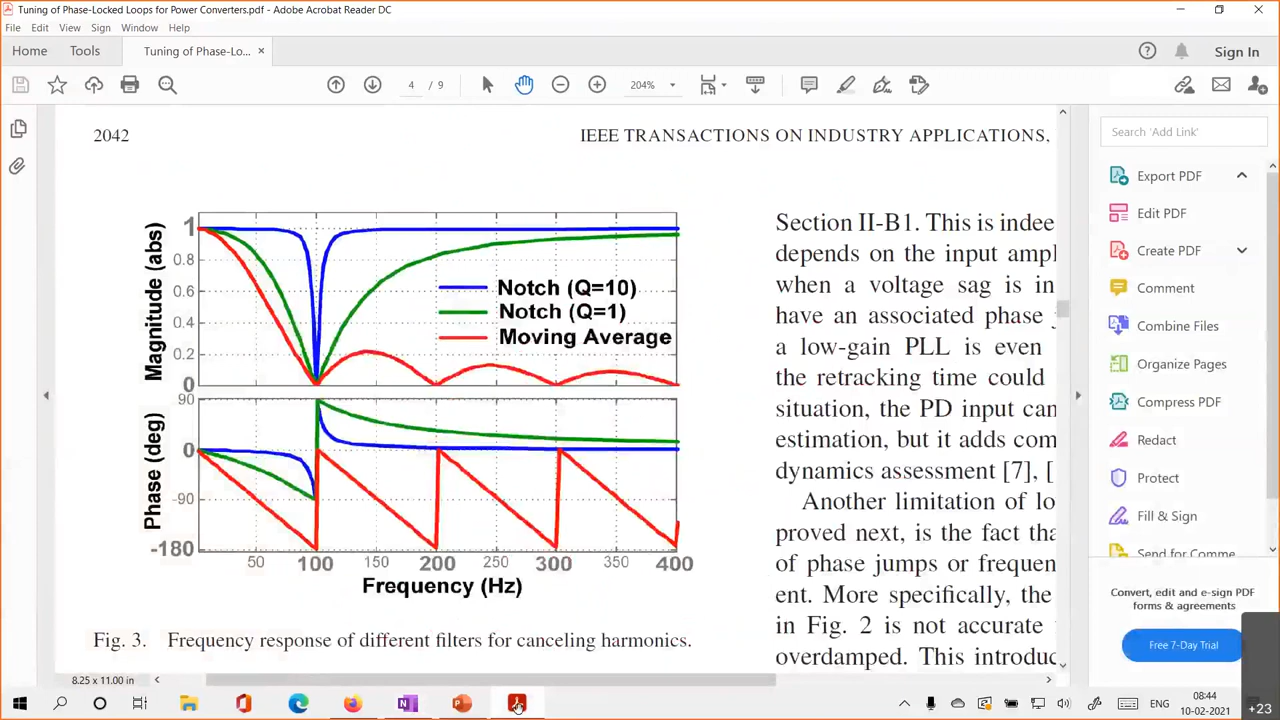 Tuning of Phase-Locked Loops for Power Converters.pdf - Adobe Acrobat Reader DC
File Edit View Sign Window Help
Home Tools Tuning of Phase-Lo... × Sign In
4 / 9 204%
2042 IEEE TRANSACTIONS ON INDUSTRY APPLICATIONS,
Magnitude (abs)
1
0.8
0.6
0.4
0.2
0
Notch (Q=10)
Notch (Q=1)
Moving Average
Phase (deg)
90
0
-90
-180
50 100 150 200 250 300 350 400
Frequency (Hz)
Fig. 3. Frequency response of different filters for canceling harmonics.
Section II-B1. This is indee
depends on the input ampl
when a voltage sag is in
have an associated phase
a low-gain PLL is even
the retracking time could
situation, the PD input can
estimation, but it adds com
dynamics assessment [7], [
Another limitation of lo
proved next, is the fact tha
of phase jumps or frequen
ent. More specifically, the
in Fig. 2 is not accurate
overdamped. This introduc
8.25 x 11.00 in
Search 'Add Link'
Export PDF
Edit PDF
Create PDF
Comment
Combine Files
Organize Pages
Compress PDF
Redact
Protect
Fill & Sign
Send for Comme
Convert, edit and e-sign PDF
forms & agreements
Free 7-Day Trial
ENG
08:44
10-02-2021
+23